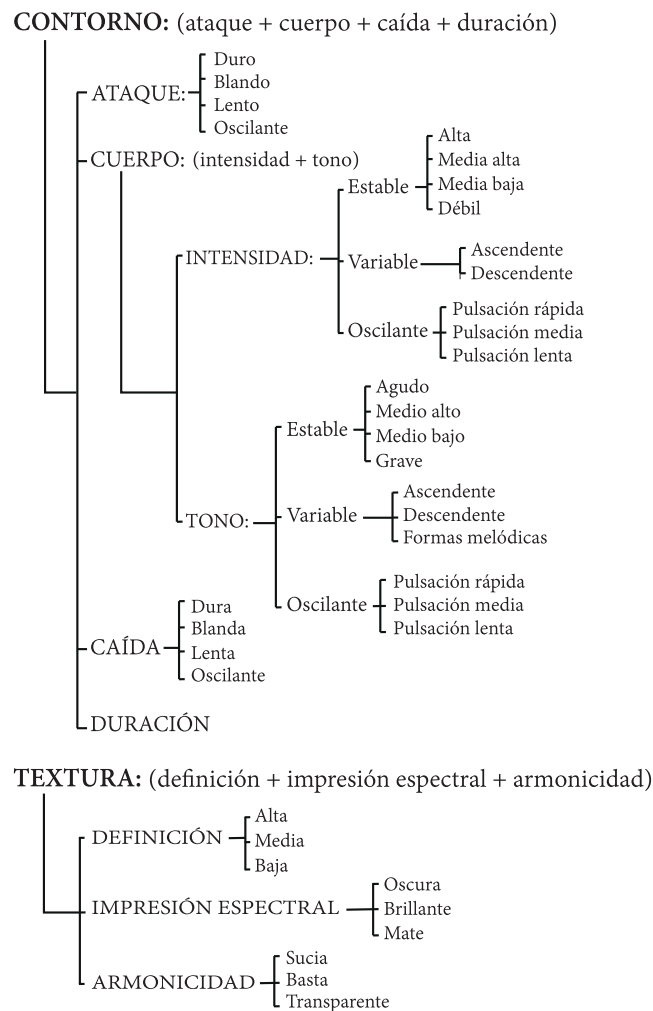 CONTORNO: (ataque + cuerpo + caída + duración)
ATAQUE:
Duro
Blando
Lento
Oscilante
CUERPO: (intensidad + tono)
INTENSIDAD:
Estable
Alta
Media alta
Media baja
Débil
Variable
Ascendente
Descendente
Oscilante
Pulsación rápida
Pulsación media
Pulsación lenta
TONO:
Estable
Agudo
Medio alto
Medio bajo
Grave
Variable
Ascendente
Descendente
Formas melódicas
Oscilante
Pulsación rápida
Pulsación media
Pulsación lenta
CAÍDA
Dura
Blanda
Lenta
Oscilante
DURACIÓN
TEXTURA: (definición + impresión espectral + armonicidad)
DEFINICIÓN
Alta
Media
Baja
IMPRESIÓN ESPECTRAL
Oscura
Brillante
Mate
ARMONICIDAD
Sucia
Basta
Transparente